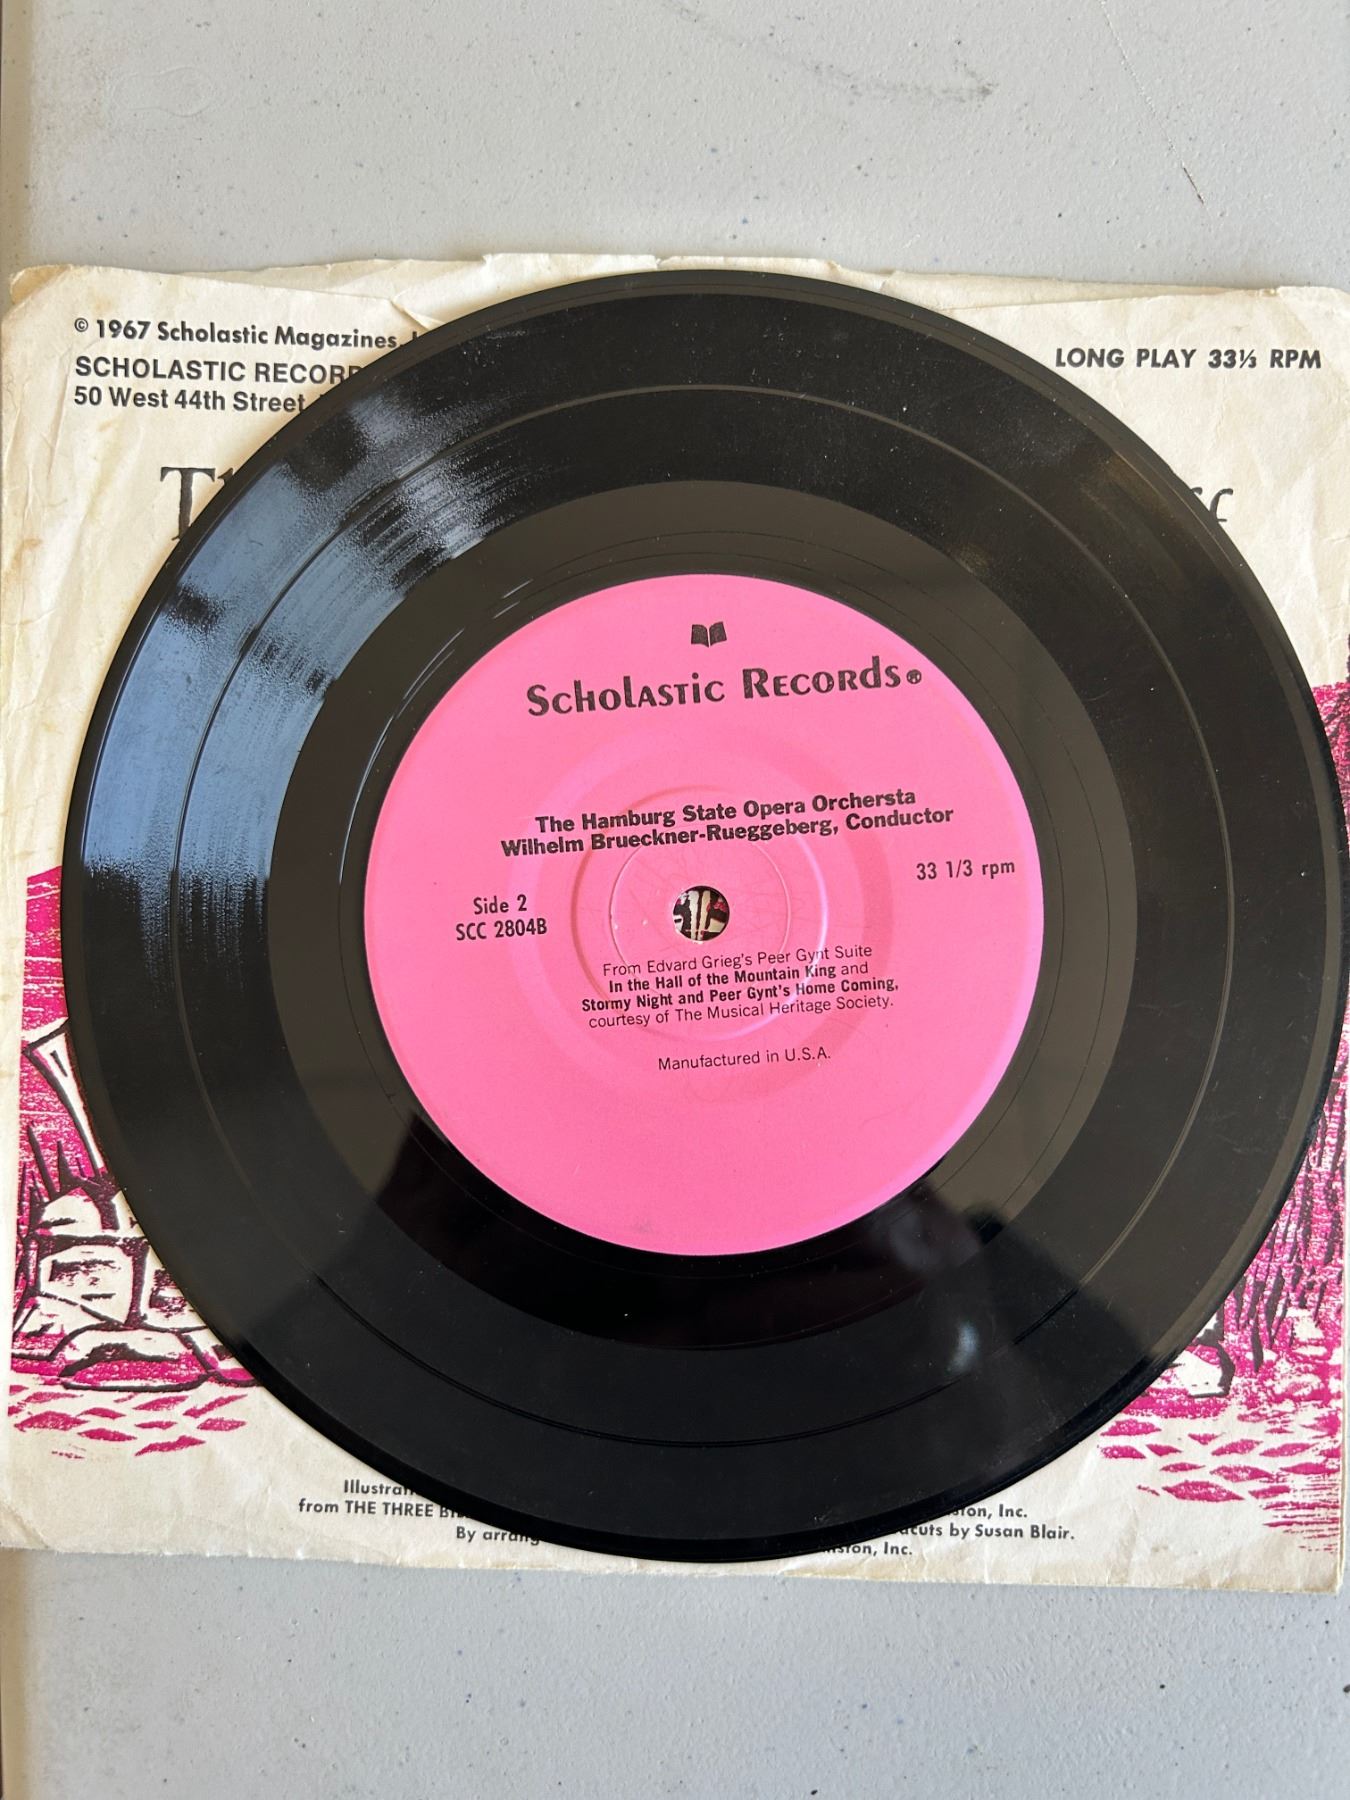 © 1967 Scholastic Magazines,
SCHOLASTIC
50 West 44th Street
LONG PLAY 33⅓ RPM
Scholastic Records®
The Hamburg State Opera Orchersta
Wilhelm Brueckner-Rueggeberg, Conductor
33 1/3 rpm
Side 2
SCC 2804B
From Edvard Grieg's Peer Gynt Suite
In the Hall of the Mountain King and
Stormy Night and Peer Gynt's Home Coming,
courtesy of The Musical Heritage Society.
Manufactured in U.S.A.
from THE THREE Inc.
By by Susan Blair.
Inc.